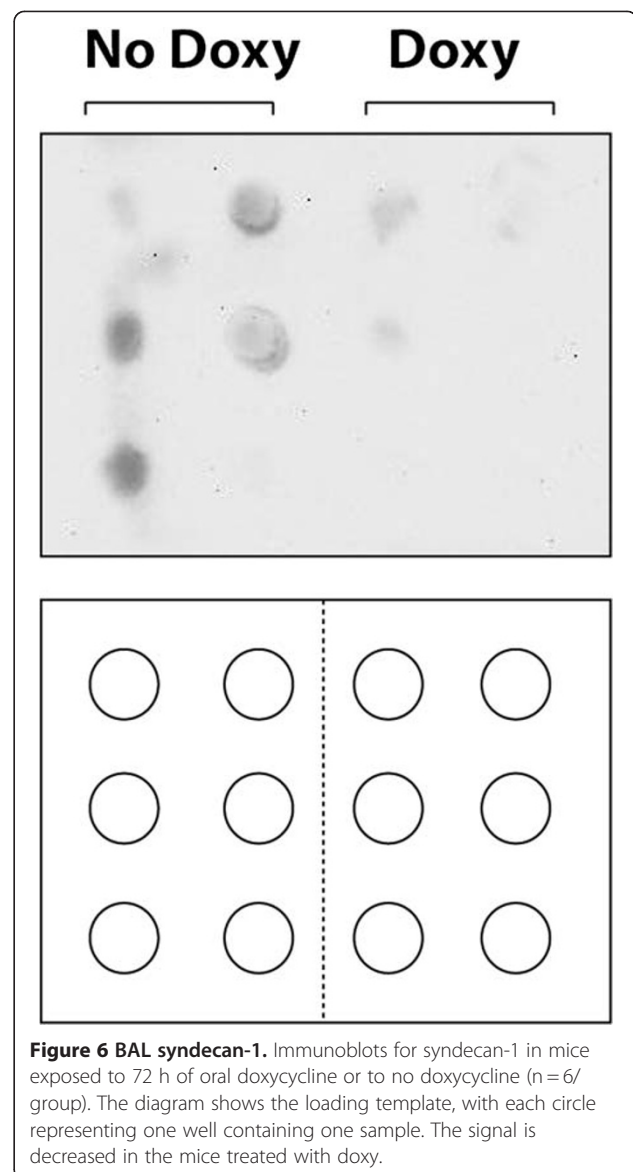 No Doxy Doxy
Figure 6 BAL syndecan-1. Immunoblots for syndecan-1 in mice
exposed to 72 h of oral doxycycline or to no doxycycline (n = 6/
group). The diagram shows the loading template, with each circle
representing one well containing one sample. The signal is
decreased in the mice treated with doxy.